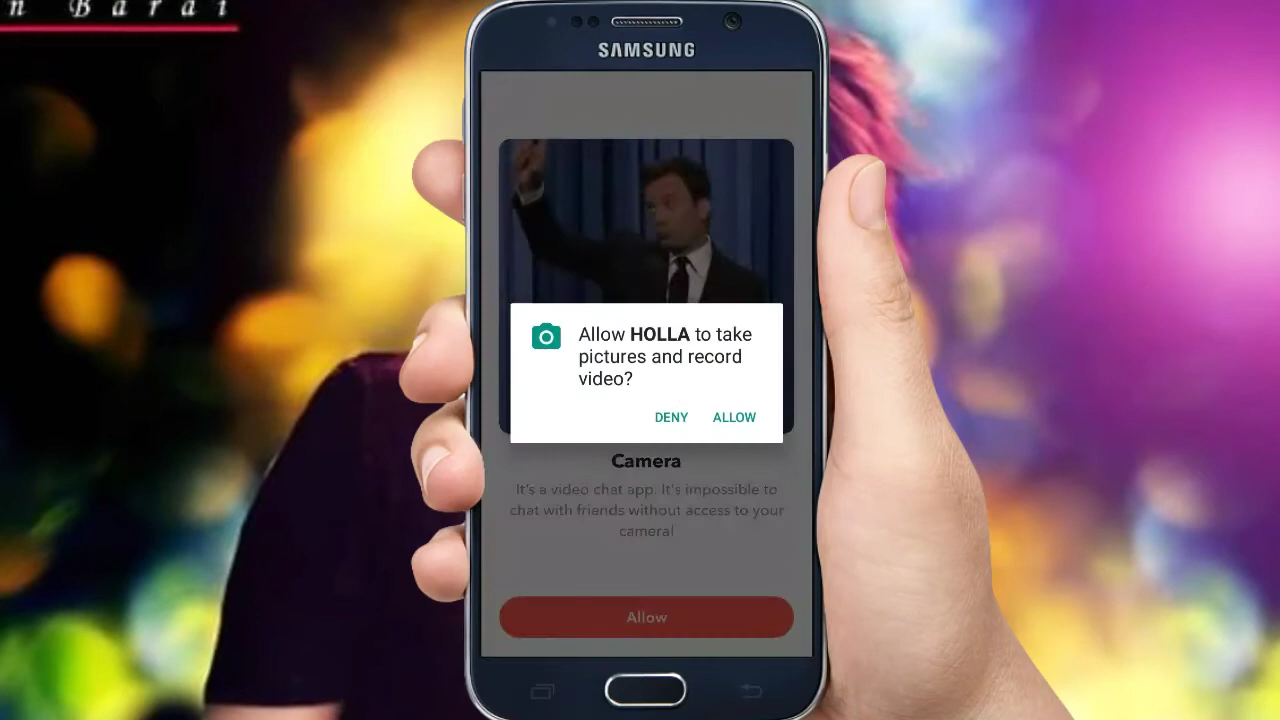 n Barai
SAMSUNG
Allow HOLLA to take
pictures and record
video?
DENY ALLOW
Camera
It's a video chat app. It's impossible to
chat with friends without access to your
camera!
Allow